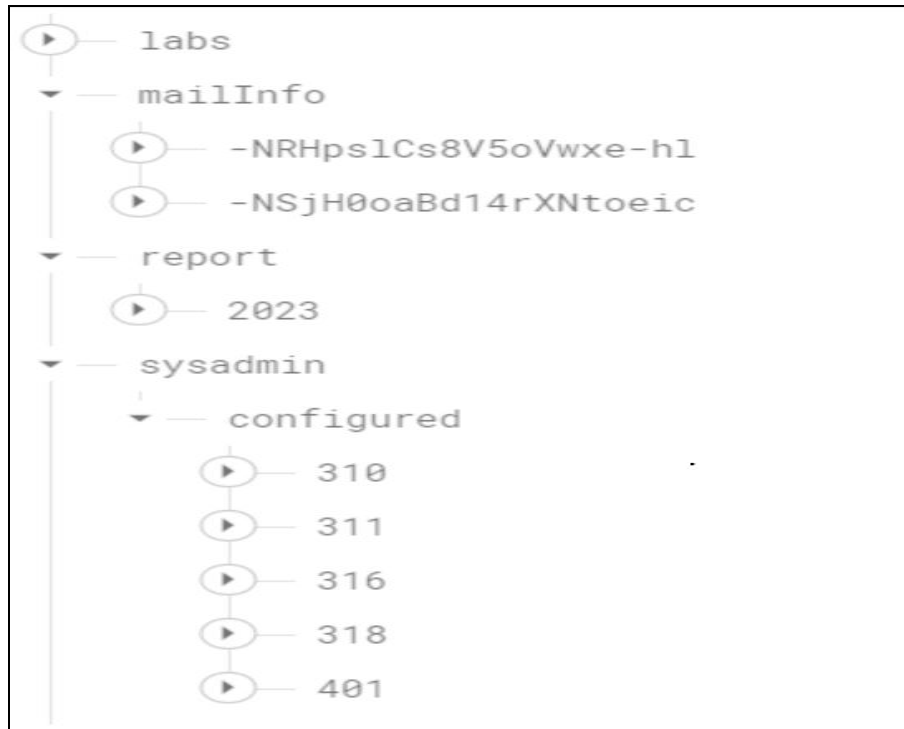 labs
mailInfo
-NRHpslCs8V5oVwxe-hl
-NSjH0oaBd14rXNtoeic
report
2023
sysadmin
configured
310
311
316
318
401